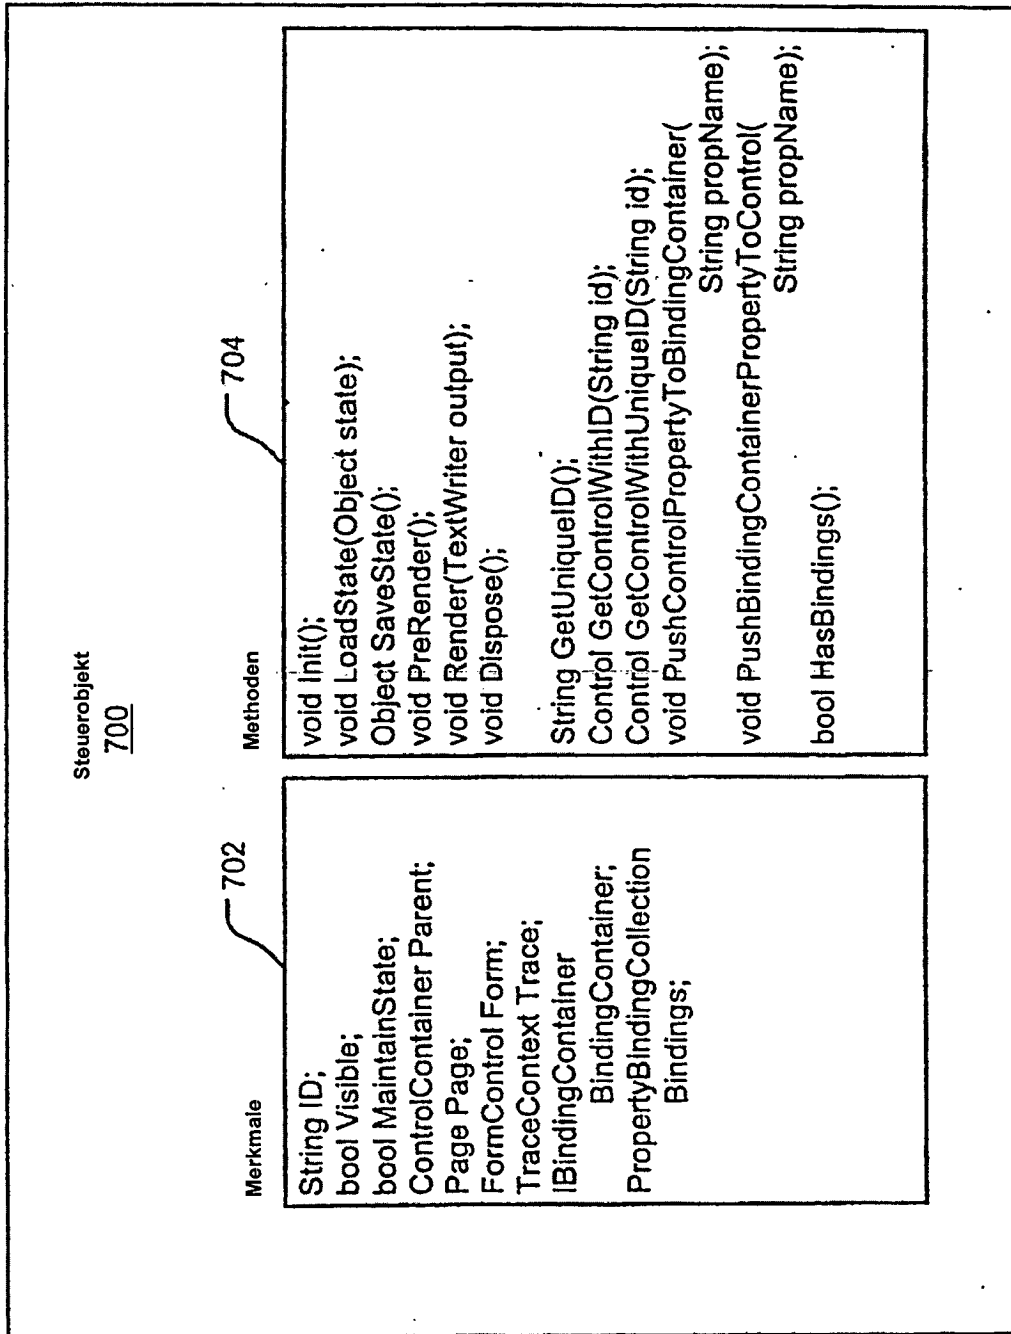 Steuerobjekt
700
Merkmale
702
String ID;
bool Visible;
bool MaintainState;
ControlContainer Parent;
Page Page;
FormControl Form;
TraceContext Trace;
IBindingContainer
BindingContainer;
PropertyBindingCollection
Bindings;
Methoden
704
void Init();
void LoadState(Object state);
Object SaveState();
void PreRender();
void Render(TextWriter output);
void Dispose();
String GetUniqueID();
Control GetControlWithID(String id);
Control GetControlWithUniqueID(String id);
void PushControlPropertyToBindingContainer(
String propName);
void PushBindingContainerPropertyToControl(
String propName);
bool HasBindings();